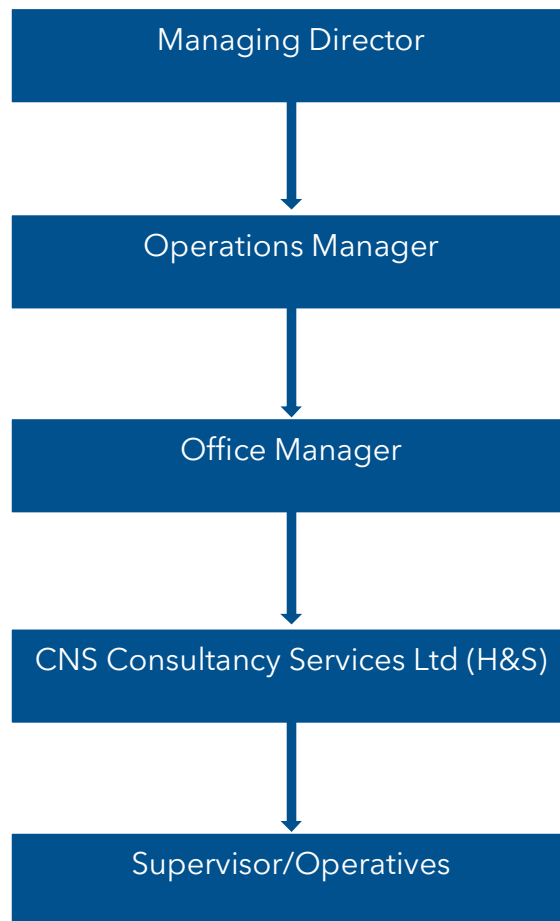 Managing Director
Operations Manager
Office Manager
CNS Consultancy Services Ltd (H&S)
Supervisor/Operatives